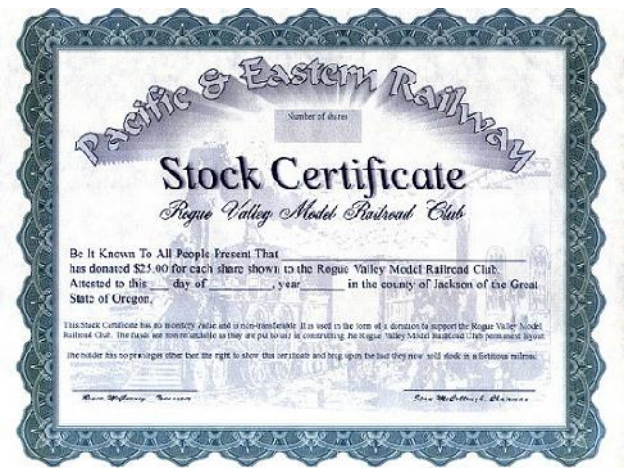 Pacific & Eastern Railway
Number of shares
Stock Certificate
Rogue Valley Model Railroad Club
Be It Known To All People Present That
has donated $25.00 for each share shown to the Rogue Valley Model Railroad Club.
Attested to this ___ day of ________, year _____ in the county of Jackson of the Great
State of Oregon.
This Stock Certificate has no monetary value and is non-transferable. It is used in the form of a donation to support the Rogue Valley Model
Railroad Club. The funds are non refundable as they are put to use in constructing the Rogue Valley Model Railroad Club permanent layout
The holder has no privileges other than the right to show this certificate and brag upon the fact they now hold stock in a fictitious railroad.
Bruce McGarvey